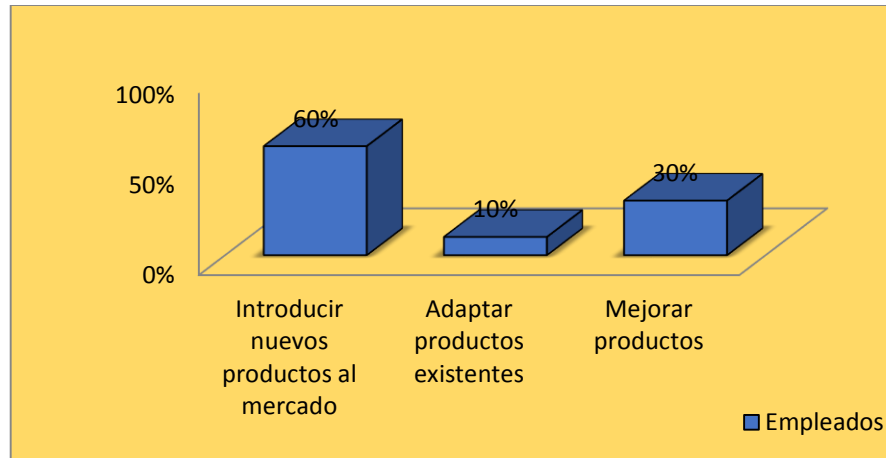 100%
50%
0%
60%
10%
30%
Introducir
nuevos
productos al
mercado
Adaptar
productos
existentes
Mejorar
productos
Empleados